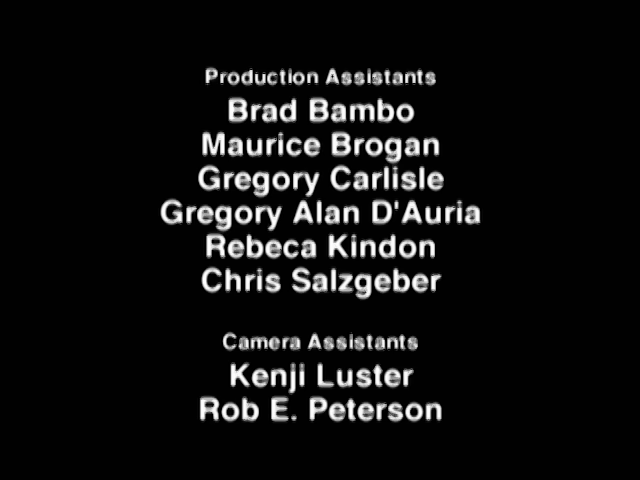 Production Assistants
Brad Bambo
Maurice Brogan
Gregory Carlisle
Gregory Alan D'Auria
Rebeca Kindon
Chris Salzgeber
Camera Assistants
Kenji Luster
Rob E. Peterson